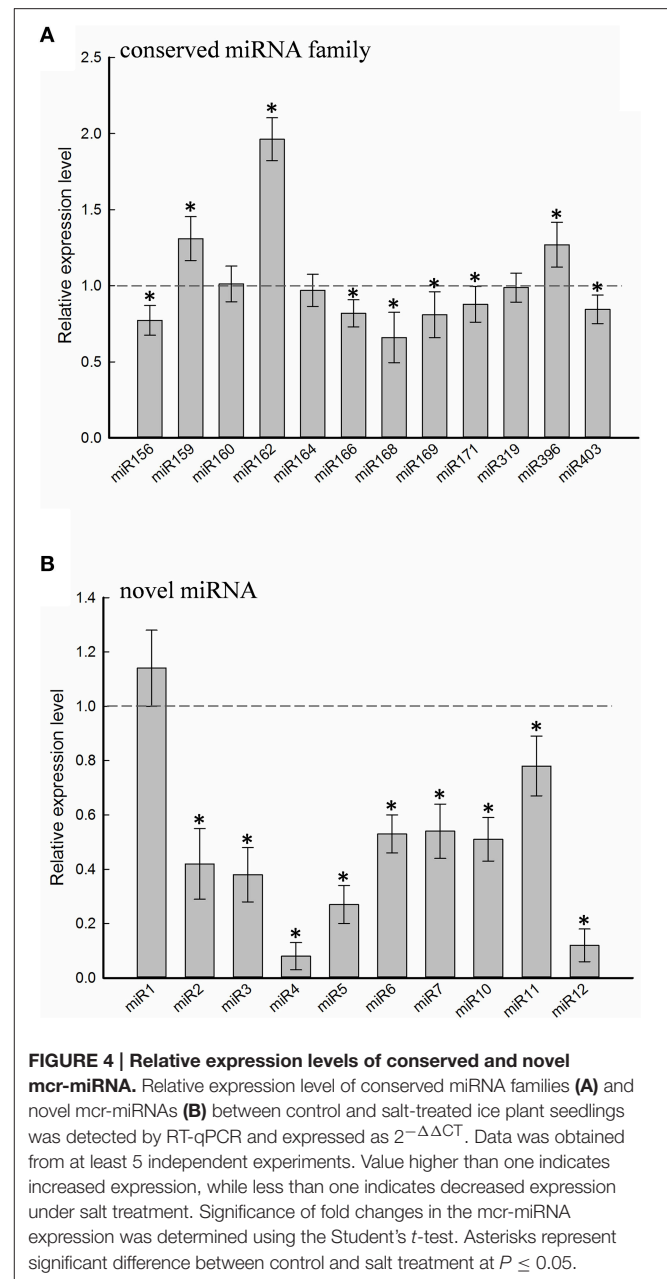 A
conserved miRNA family
Relative expression level
2.5
2.0
1.5
1.0
0.5
0.0
*
*
*
*
*
*
*
*
*
miR156 miR159 miR160 miR162 miR164 miR166 miR168 miR169 miR171 miR319 miR396 miR403
B
novel miRNA
Relative expression level
1.4
1.2
1.0
0.8
0.6
0.4
0.2
0.0
*
*
*
*
*
*
*
*
*
miR1 miR2 miR3 miR4 miR5 miR6 miR7 miR10 miR11 miR12
FIGURE 4 | Relative expression levels of conserved and novel
mcr-miRNA. Relative expression level of conserved miRNA families (A) and
novel mcr-miRNAs (B) between control and salt-treated ice plant seedlings
was detected by RT-qPCR and expressed as 2−ΔΔCT. Data was obtained
from at least 5 independent experiments. Value higher than one indicates
increased expression, while less than one indicates decreased expression
under salt treatment. Significance of fold changes in the mcr-miRNA
expression was determined using the Student's t-test. Asterisks represent
significant difference between control and salt treatment at P ≤ 0.05.